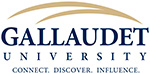 GALLAUDET
UNIVERSITY
CONNECT. DISCOVER. INFLUENCE.